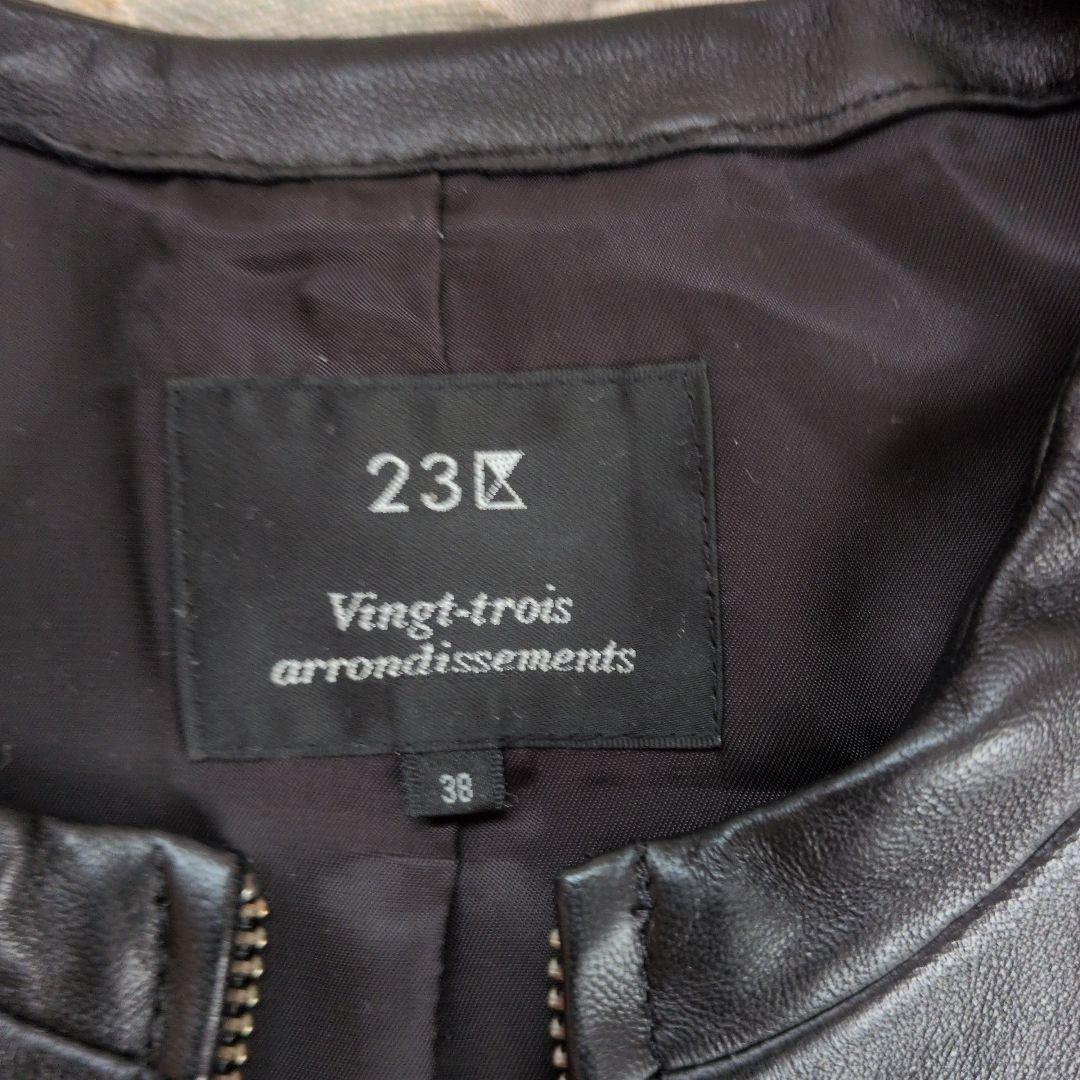 23区
Vingt-trois
arrondissements
38